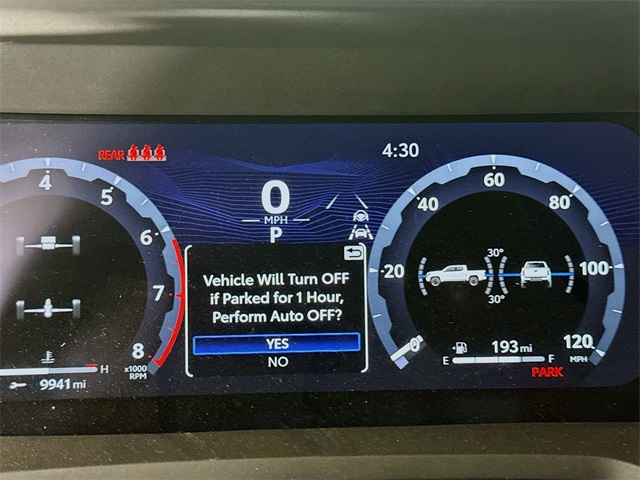 REAR
4:30
0
MPH
P
4
5
6
7
8
x1000
RPM
H
9941 mi
Vehicle Will Turn OFF
if Parked for 1 Hour,
Perform Auto OFF?
YES
NO
0
20
40
60
80
100
120
MPH
30°
30°
193 mi
E F
PARK